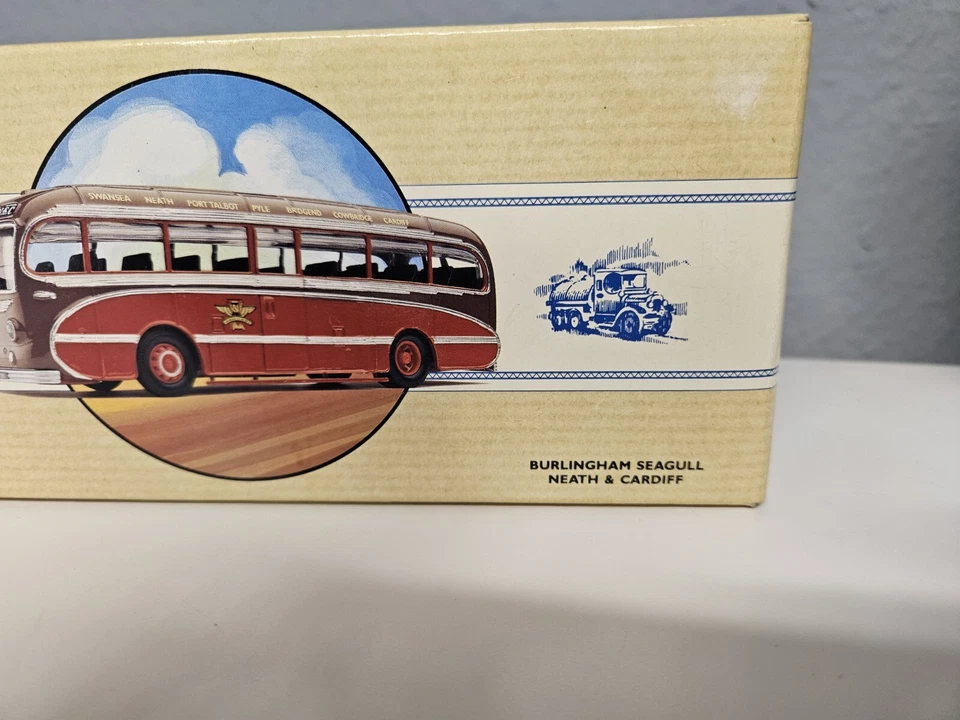 SWANSEA NEATH PORT TALBOT PYLE BRIDGEND COWBRIDGE CARDIFF
BURLINGHAM SEAGULL
NEATH & CARDIFF